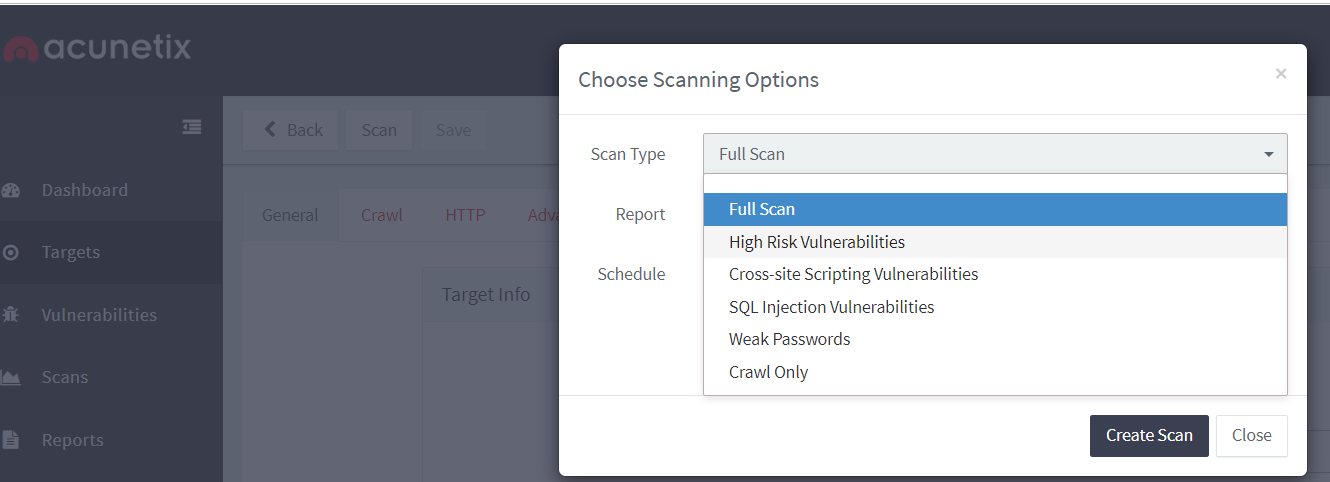 acunetix
Choose Scanning Options
×
Back
Scan
Save
Scan Type
Full Scan
Dashboard
General
Crawl
HTTP
Report
Full Scan
High Risk Vulnerabilities
Targets
Schedule
Cross-site Scripting Vulnerabilities
Target Info
SQL Injection Vulnerabilities
Vulnerabilities
Weak Passwords
Scans
Crawl Only
Reports
Create Scan
Close